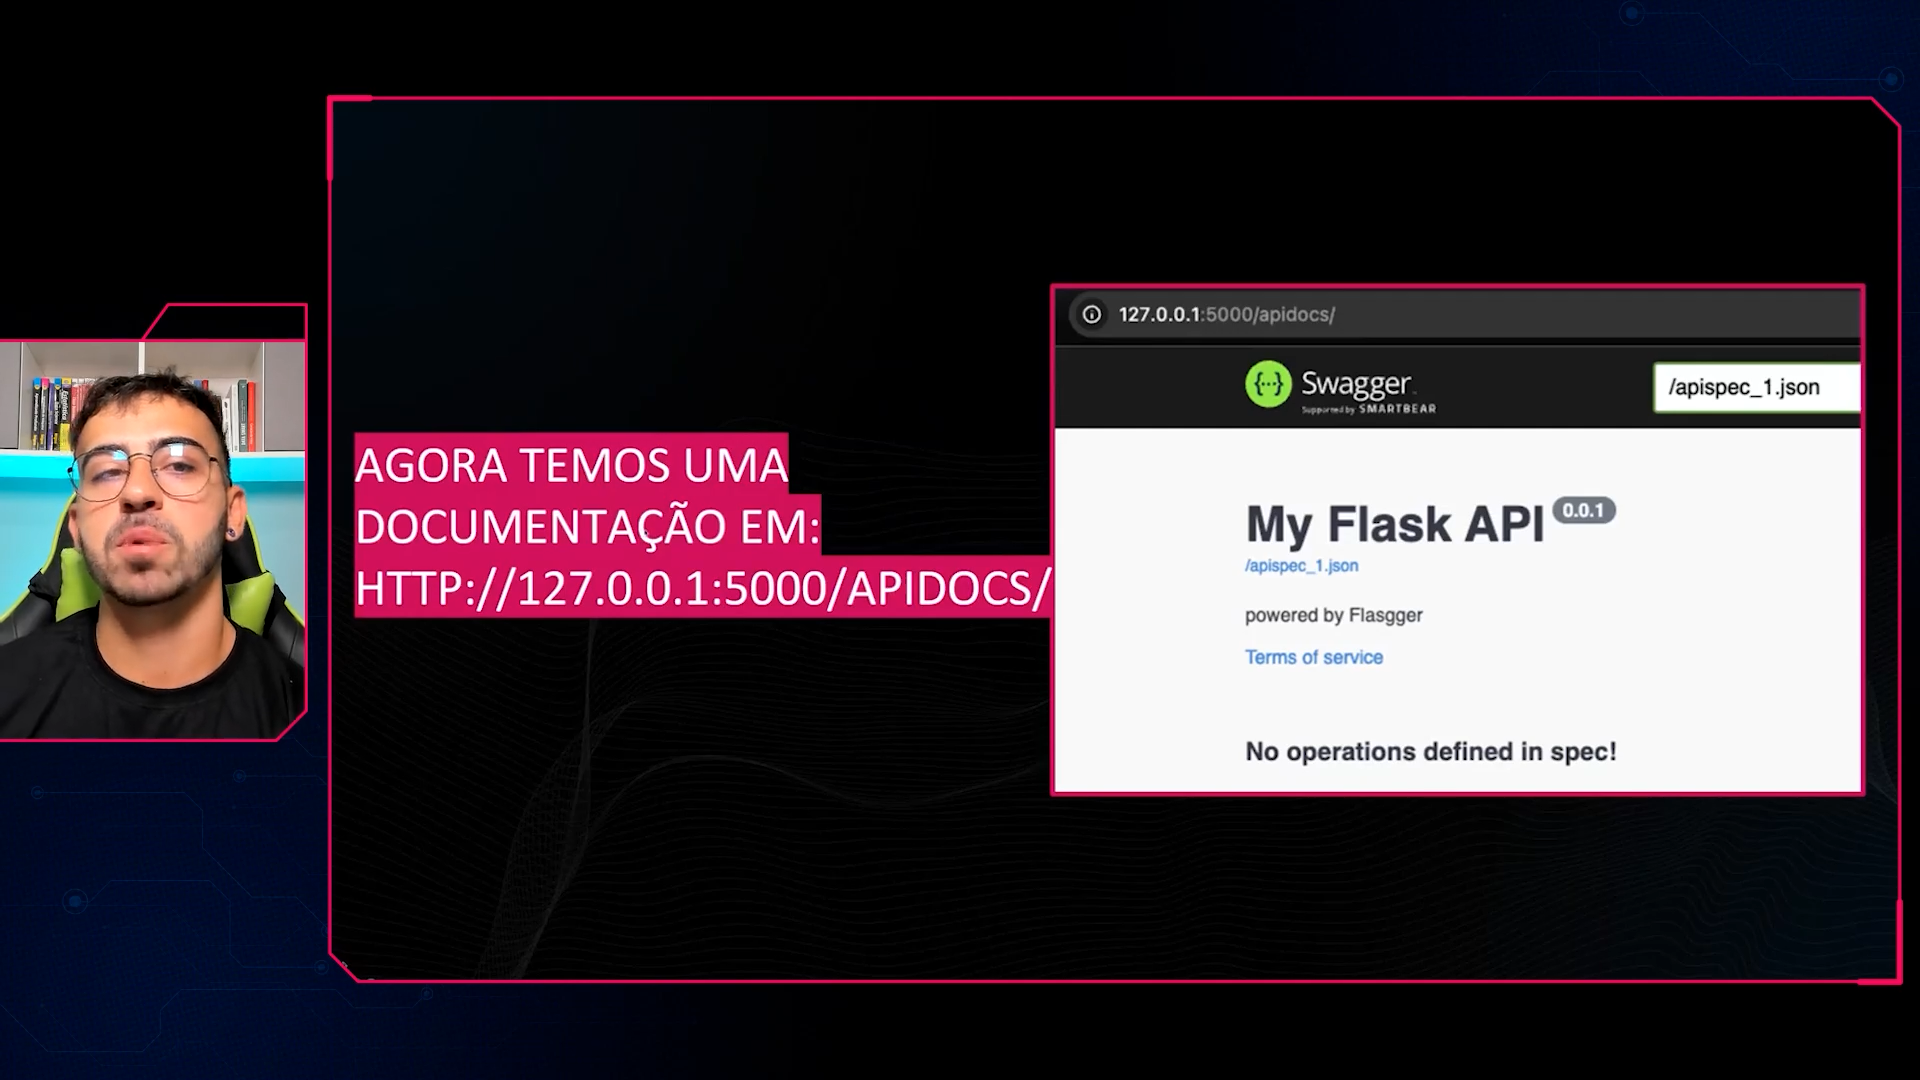 AGORA TEMOS UMA
DOCUMENTAÇÃO EM:
HTTP://127.0.0.1:5000/APIDOCS/
127.0.0.1:5000/apidocs/
Swagger
Supported by SMARTBEAR
/apispec_1.json
My Flask API 0.0.1
/apispec_1.json
powered by Flasgger
Terms of service
No operations defined in spec!